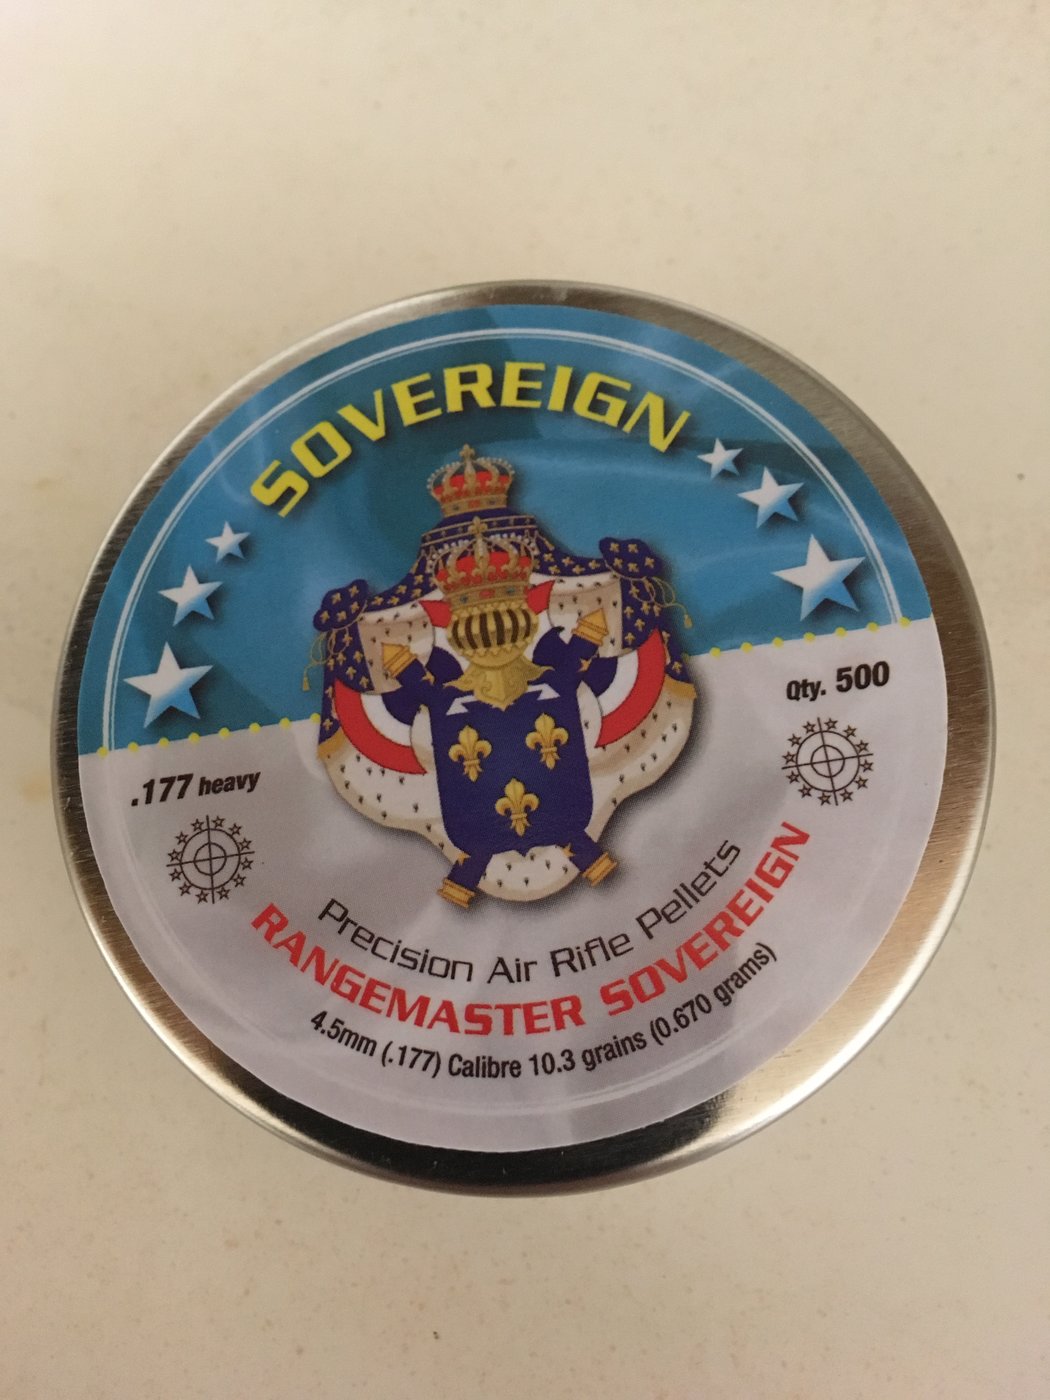 SOVEREIGN
Qty. 500
.177 heavy
Precision Air Rifle Pellets
RANGEMASTER SOVEREIGN
4.5mm (.177) Calibre 10.3 grains (0.670 grams)